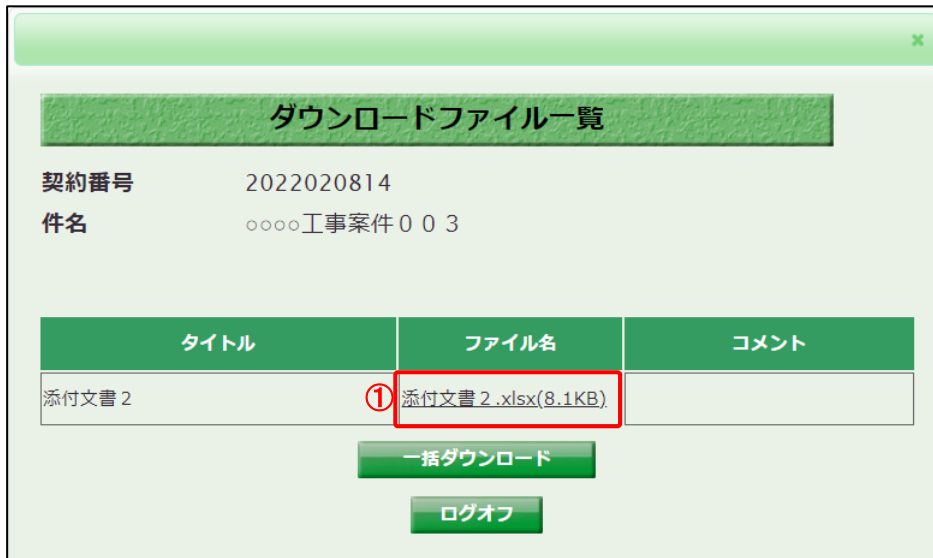 ダウンロードファイル一覧
契約番号 2022020814
件名 ○○○○工事案件００３
タイトル ファイル名 コメント
添付文書２ ① 添付文書２.xlsx(8.1KB)
一括ダウンロード
ログオフ